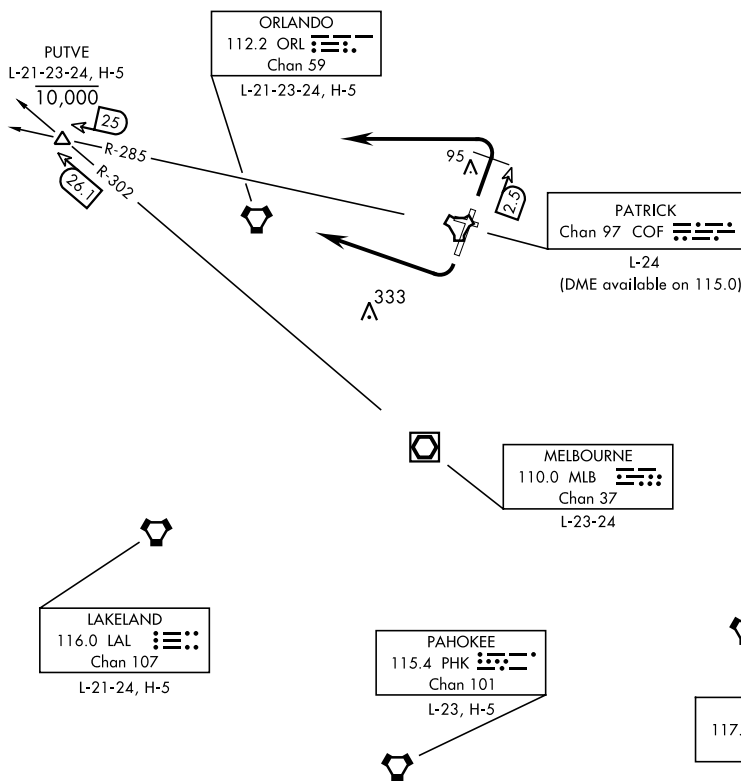 ORLANDO
112.2 ORL
Chan 59
L-21-23-24, H-5
PUTVE
L-21-23-24, H-5
10,000
25
R-285
R-302
26.1
95
2.5
PATRICK
Chan 97 COF
L-24
(DME available on 115.0)
333
MELBOURNE
110.0 MLB
Chan 37
L-23-24
LAKELAND
116.0 LAL
Chan 107
L-21-24, H-5
PAHOKEE
115.4 PHK
Chan 101
L-23, H-5
117.